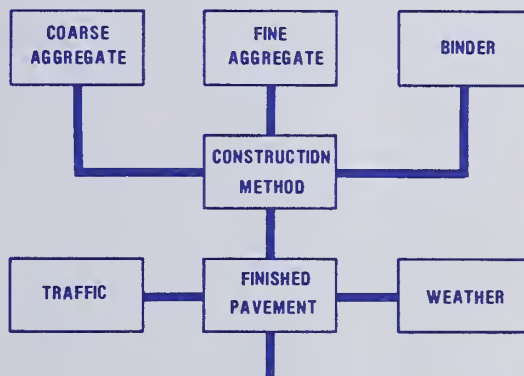 COARSE
AGGREGATE
FINE
AGGREGATE
BINDER
CONSTRUCTION
METHOD
TRAFFIC
FINISHED
PAVEMENT
WEATHER